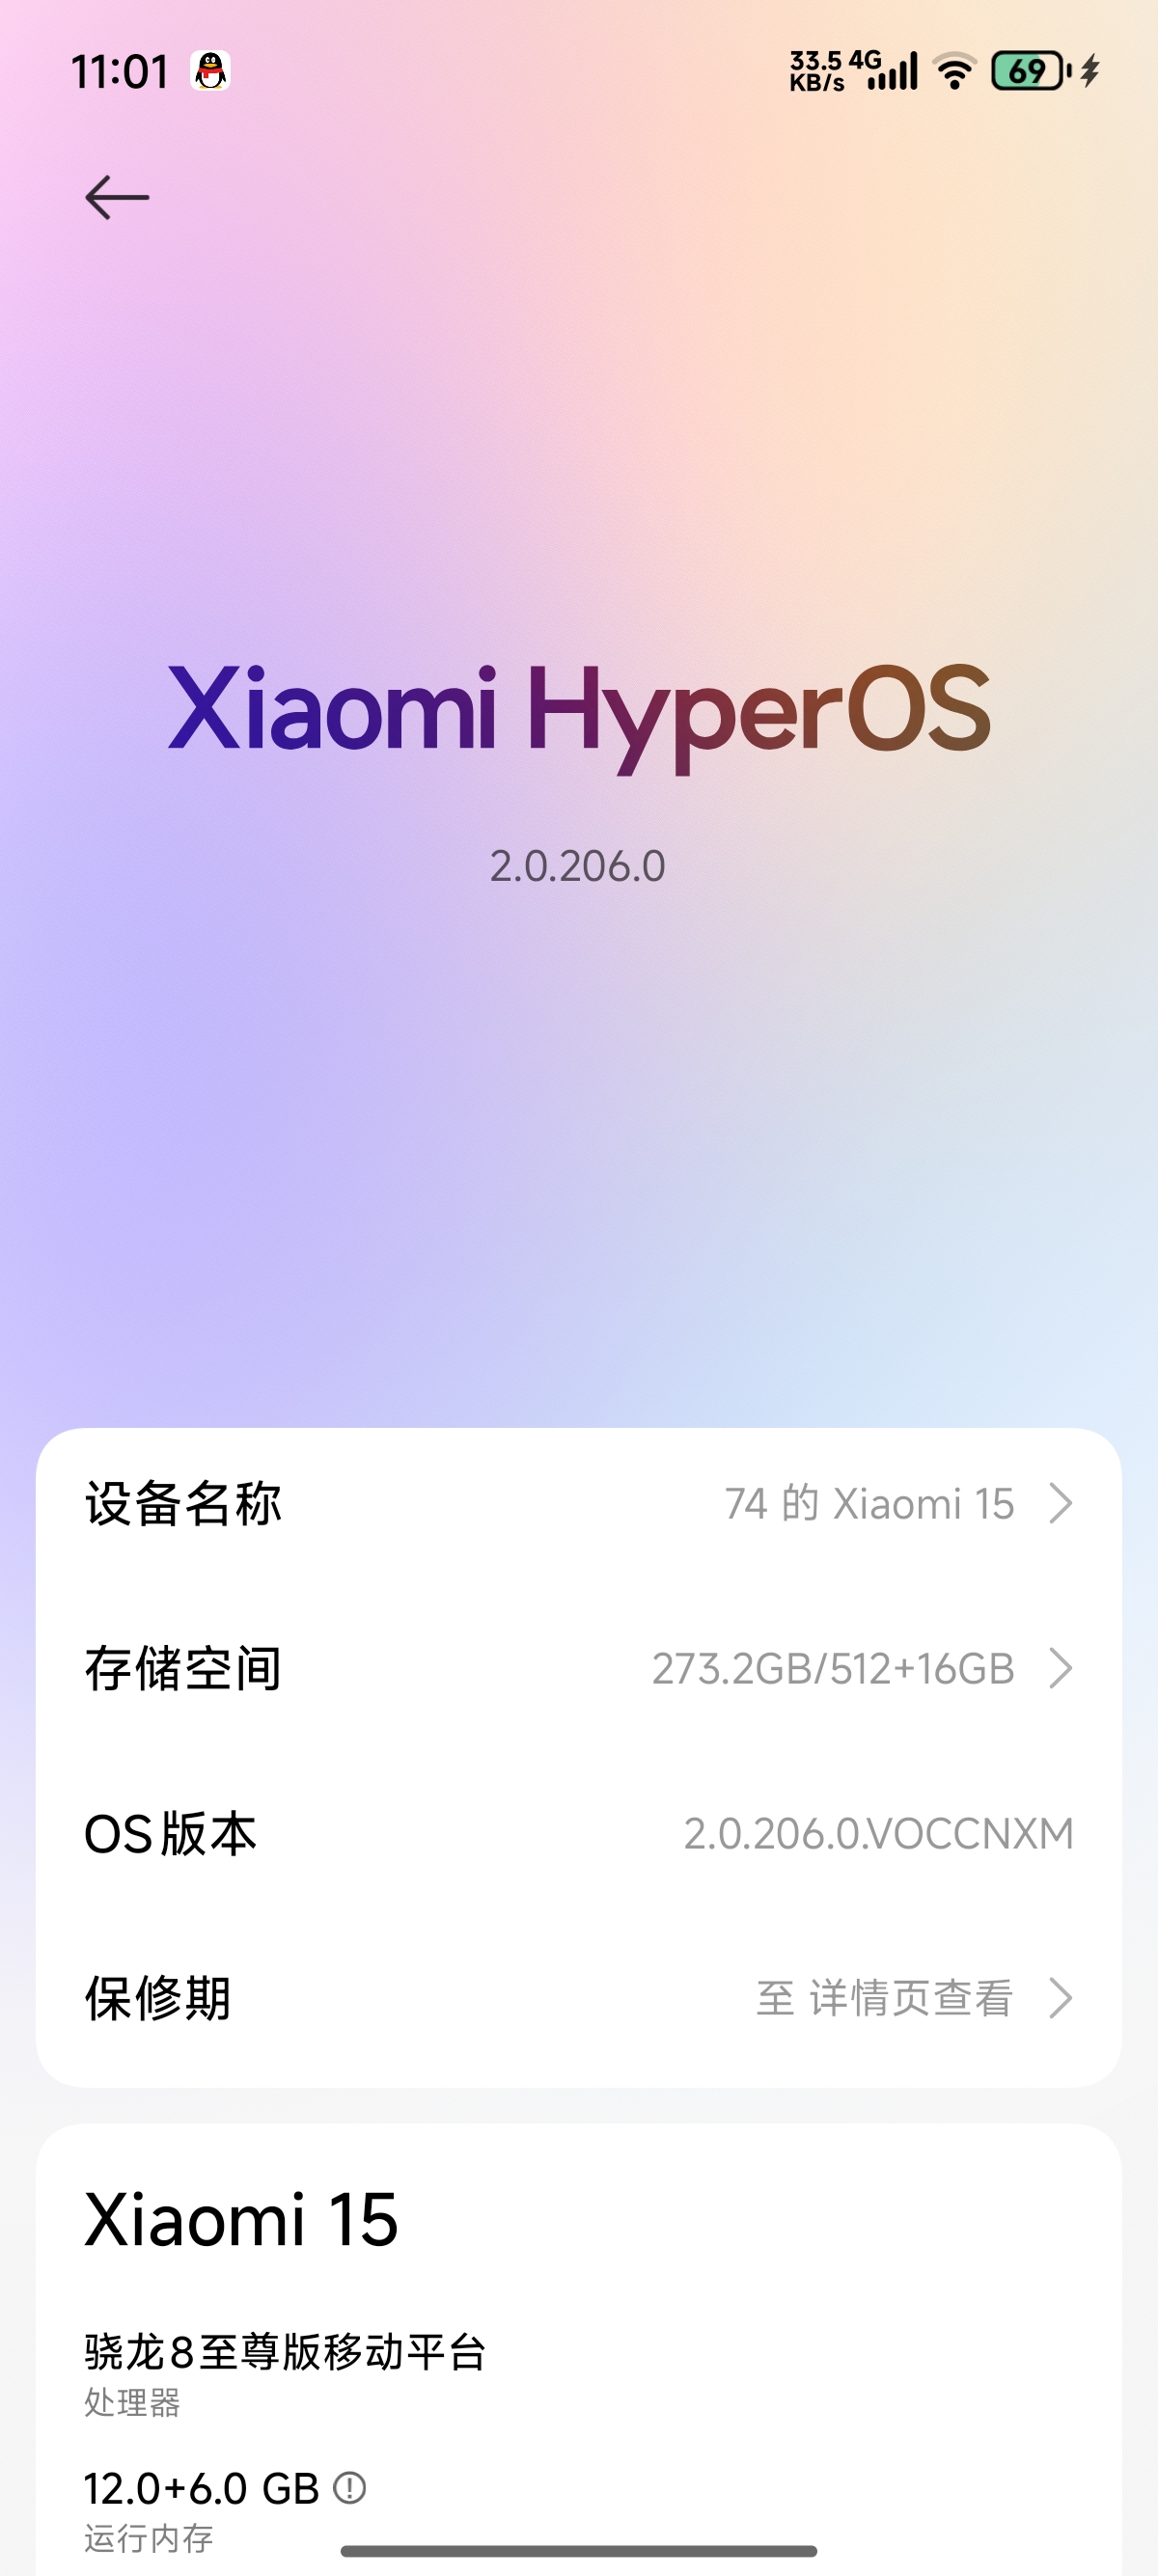 11:01
33.5 KB/s 4G 69
Xiaomi HyperOS
2.0.206.0
设备名称 74 的 Xiaomi 15
存储空间 273.2GB/512+16GB
OS版本 2.0.206.0.VOCCNXM
保修期 至 详情页查看
Xiaomi 15
骁龙8至尊版移动平台
处理器
12.0+6.0 GB
运行内存